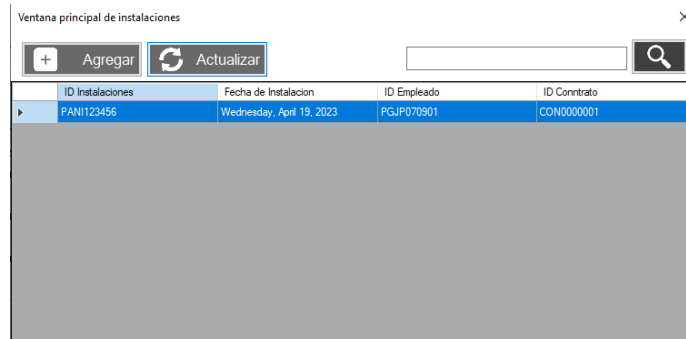 Ventana principal de instalaciones
Agregar Actualizar
ID Instalaciones Fecha de Instalacion ID Empleado ID Conntrato
PANI123456 Wednesday, April 19, 2023 PGJP070901 CON0000001